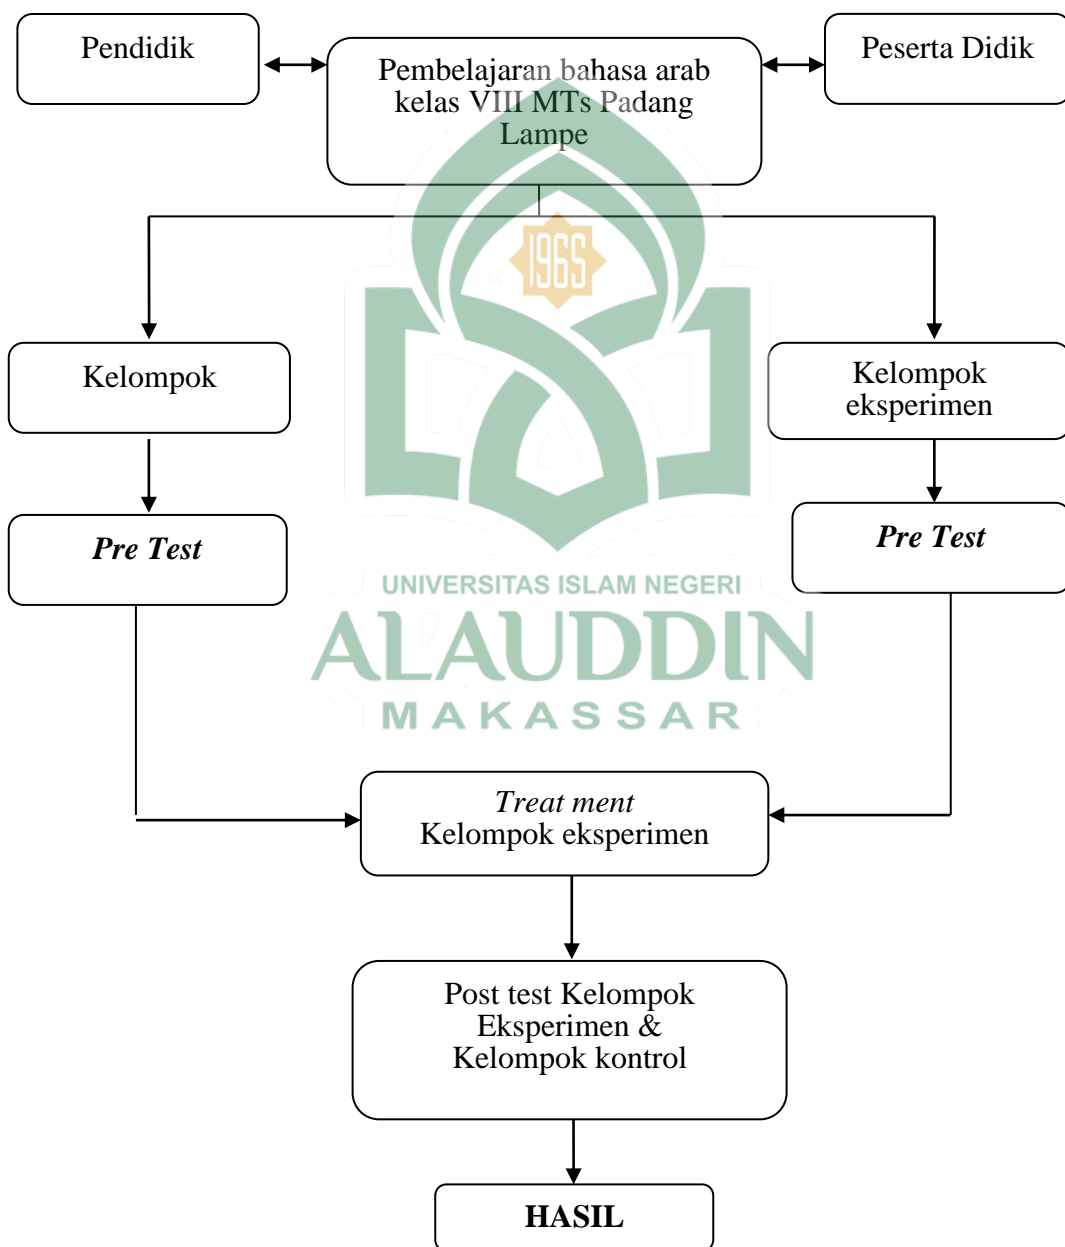 Pendidik
Pembelajaran bahasa arab
kelas VIII MTs Padang
Lampe
Peserta Didik
1965
Kelompok
Kelompok
eksperimen
Pre Test
Pre Test
UNIVERSITAS ISLAM NEGERI
ALAUDDIN
MAKASSAR
Treat ment
Kelompok eksperimen
Post test Kelompok
Eksperimen &
Kelompok kontrol
HASIL